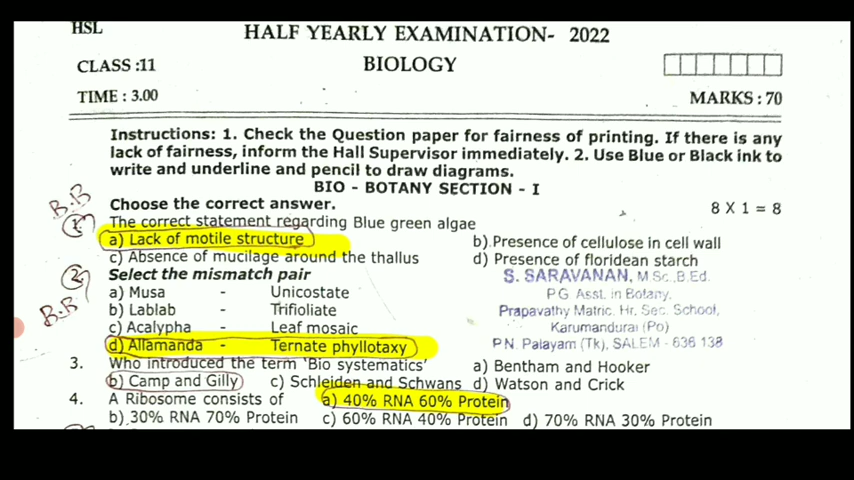 HSL
HALF YEARLY EXAMINATION- 2022
CLASS :11
BIOLOGY
TIME : 3.00
MARKS : 70
Instructions: 1. Check the Question paper for fairness of printing. If there is any
lack of fairness, inform the Hall Supervisor immediately. 2. Use Blue or Black ink to
write and underline and pencil to draw diagrams.
BIO - BOTANY SECTION - I
Choose the correct answer. 8 X 1 = 8
B.B
1. The correct statement regarding Blue green algae
a) Lack of motile structure b) Presence of cellulose in cell wall
c) Absence of mucilage around the thallus d) Presence of floridean starch
2. Select the mismatch pair
B.B
a) Musa - Unicostate
b) Lablab - Trifoliate
c) Acalypha - Leaf mosaic
d) Allamanda - Ternate phyllotaxy
S. SARAVANAN, M.Sc.,B.Ed.
P.G. Asst. in Botany,
Prapavathy Matric. Hr. Sec. School,
Karumandurai (Po)
P.N. Palayam (Tk), SALEM - 636 138
3. Who introduced the term 'Bio systematics' a) Bentham and Hooker
b) Camp and Gilly c) Schleiden and Schwans d) Watson and Crick
4. A Ribosome consists of a) 40% RNA 60% Protein
b) 30% RNA 70% Protein c) 60% RNA 40% Protein d) 70% RNA 30% Protein